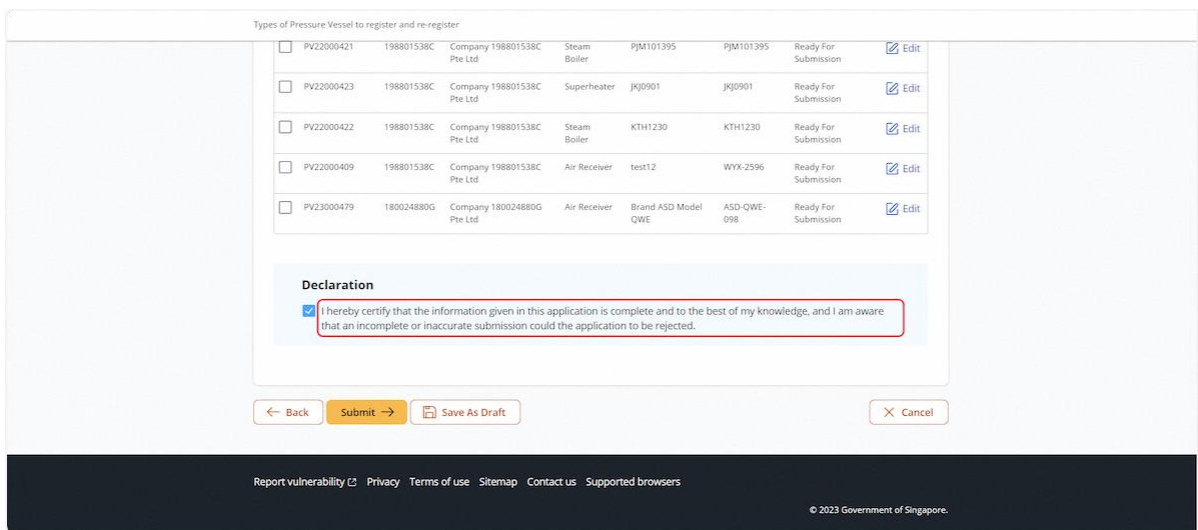 Types of Pressure Vessel to register and re-register
PV22000421 198801538C Company 198801538C Steam PJM101395 PJM101395 Ready For Edit
Pte Ltd Boiler Submission
PV22000423 198801538C Company 198801538C Superheater JKJ0901 JKJ0901 Ready For Edit
Pte Ltd Submission
PV22000422 198801538C Company 198801538C Steam KTH1230 KTH1230 Ready For Edit
Pte Ltd Boiler Submission
PV22000409 198801538C Company 198801538C Air Receiver test12 WYX-2596 Ready For Edit
Pte Ltd Submission
PV23000479 180024880G Company 180024880G Air Receiver Brand ASD Model ASD-QWE- Ready For Edit
Pte Ltd QWE 098 Submission
Declaration
I hereby certify that the information given in this application is complete and to the best of my knowledge, and I am aware
that an incomplete or inaccurate submission could the application to be rejected.
Back Submit Save As Draft Cancel
Report vulnerability Privacy Terms of use Sitemap Contact us Supported browsers
© 2023 Government of Singapore.